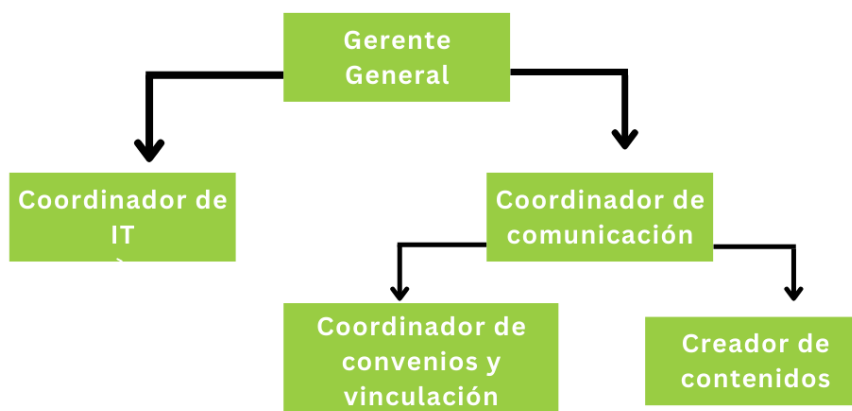 Gerente
General
Coordinador de
IT
Coordinador de
comunicación
Coordinador de
convenios y
vinculación
Creador de
contenidos